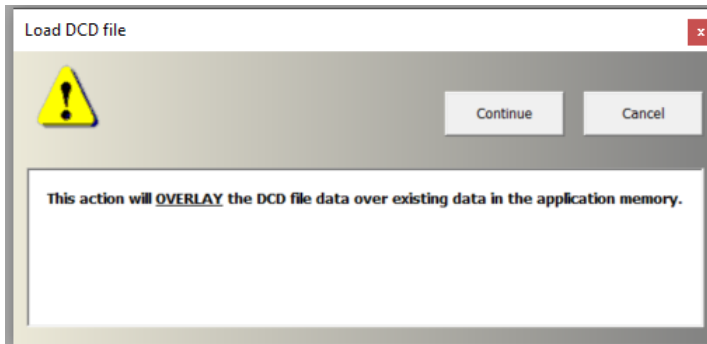 Load DCD file
x
Continue Cancel
This action will OVERLAY the DCD file data over existing data in the application memory.